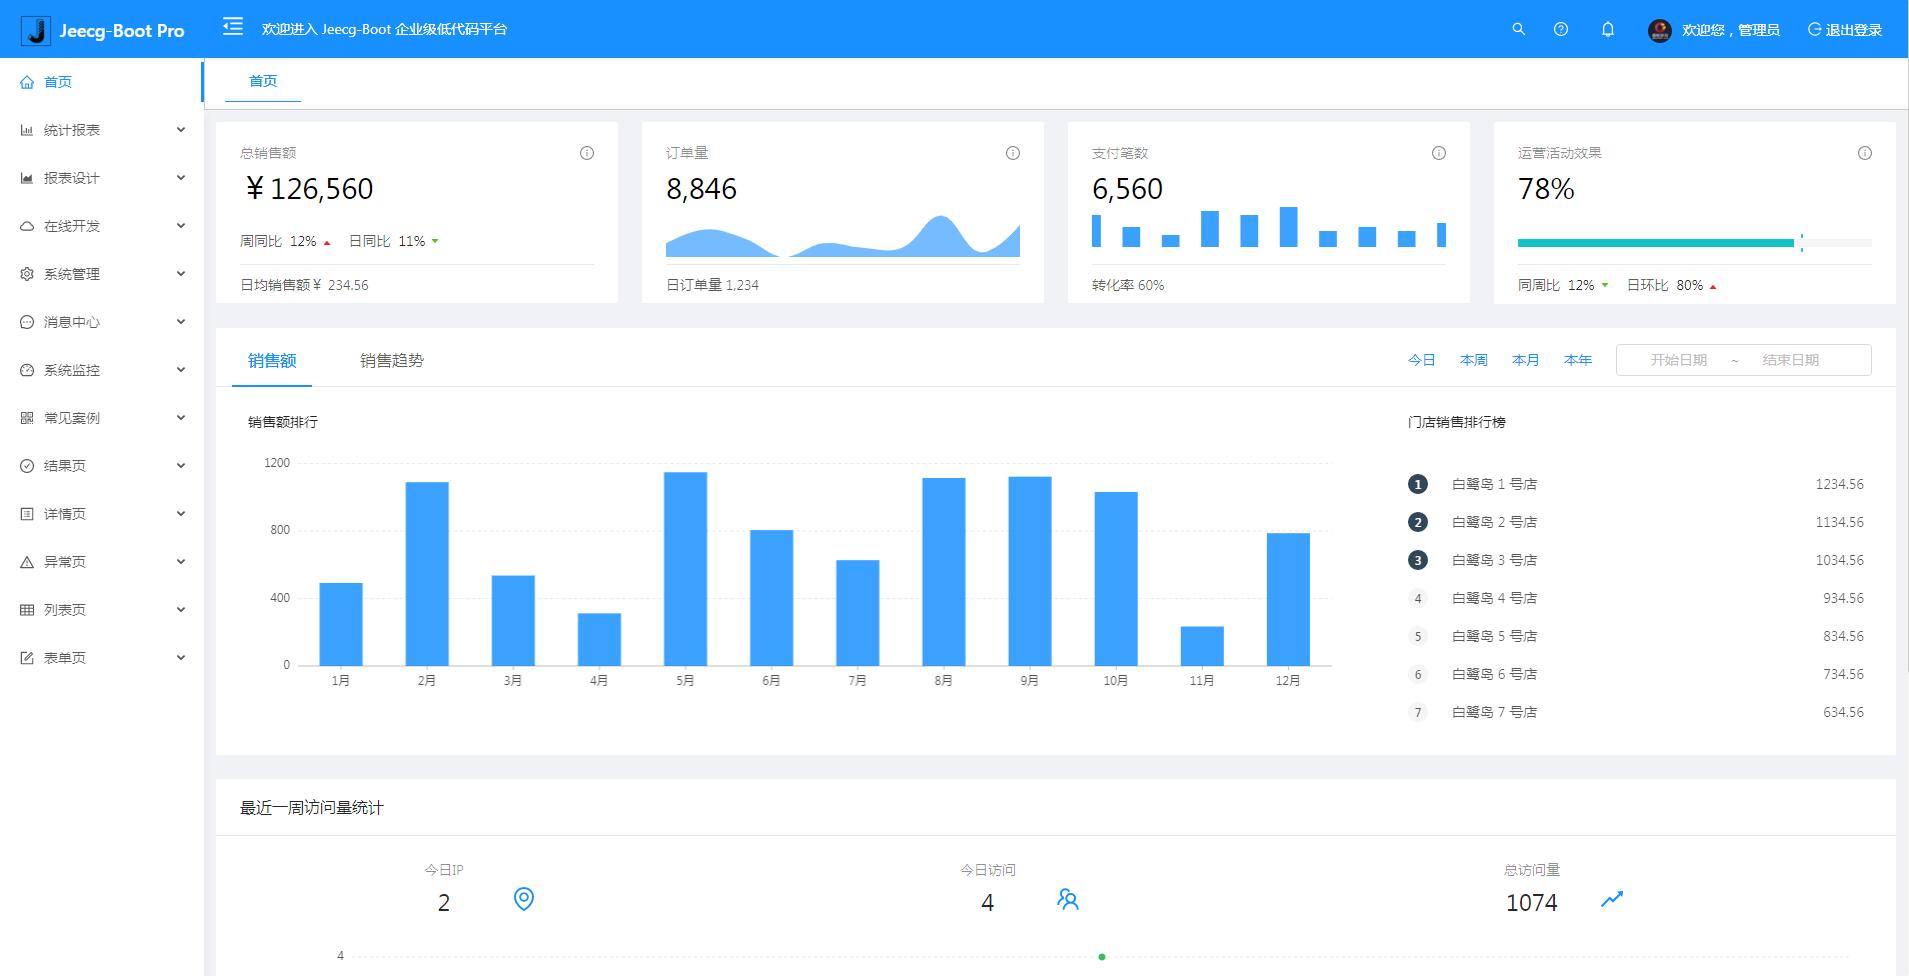 Jeecg-Boot Pro
欢迎进入 Jeecg-Boot 企业级低代码平台
欢迎您，管理员
退出登录
首页
统计报表
报表设计
在线开发
系统管理
消息中心
系统监控
常见案例
结果页
详情页
异常页
列表页
表单页
首页
总销售额
￥126,560
周同比 12% 日同比 11%
日均销售额￥ 234.56
订单量
8,846
日订单量 1,234
支付笔数
6,560
转化率 60%
运营活动效果
78%
同周比 12% 日环比 80%
销售额 销售趋势
今日 本周 本月 本年 开始日期 ~ 结束日期
销售额排行
1200
800
400
0
1月 2月 3月 4月 5月 6月 7月 8月 9月 10月 11月 12月
门店销售排行榜
1 白鹭岛 1 号店 1234.56
2 白鹭岛 2 号店 1134.56
3 白鹭岛 3 号店 1034.56
4 白鹭岛 4 号店 934.56
5 白鹭岛 5 号店 834.56
6 白鹭岛 6 号店 734.56
7 白鹭岛 7 号店 634.56
最近一周访问量统计
今日IP
2
今日访问
4
总访问量
1074
4